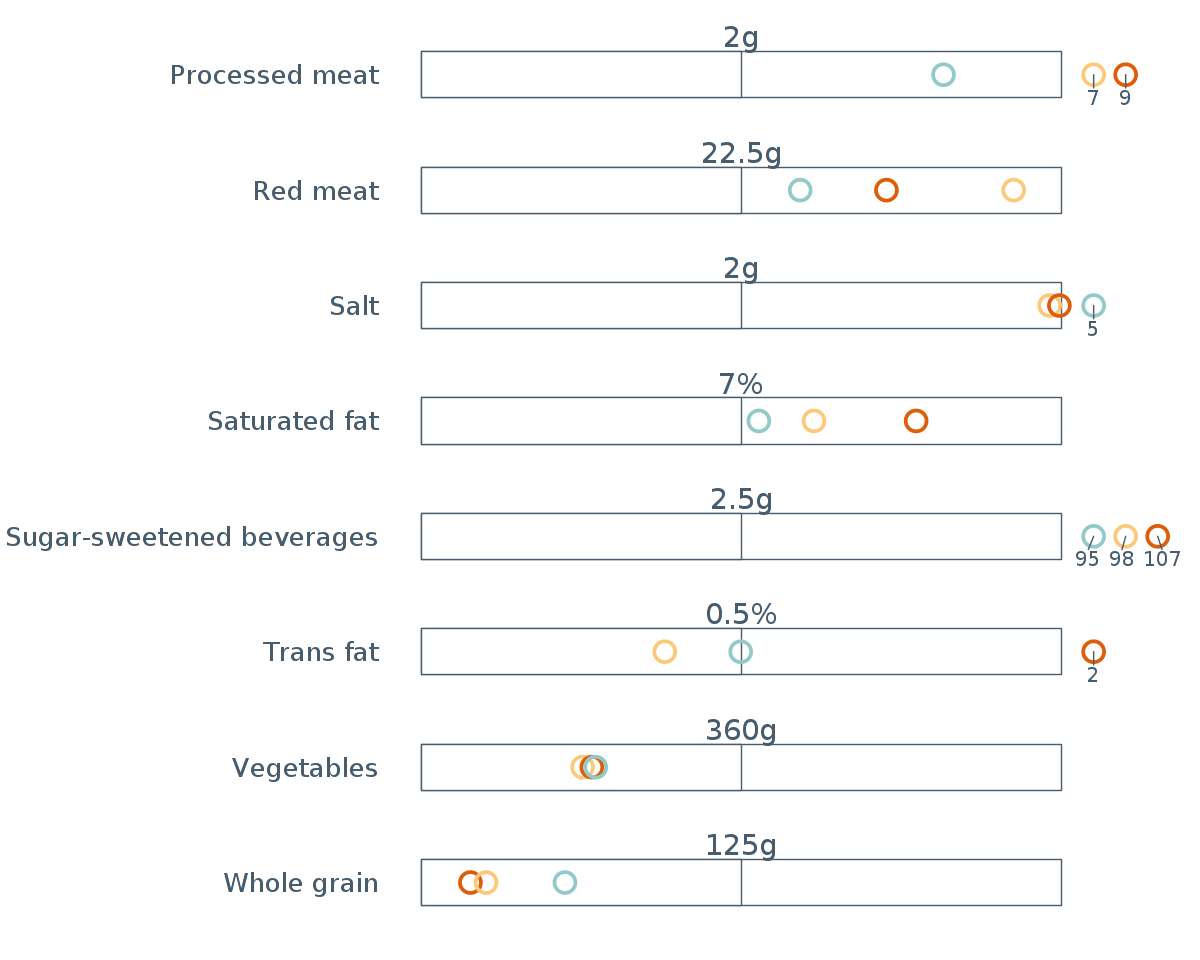 2g
Processed meat
7 9
22.5g
Red meat
2g
Salt
5
7%
Saturated fat
2.5g
Sugar-sweetened beverages
95 98 107
0.5%
Trans fat
2
360g
Vegetables
125g
Whole grain